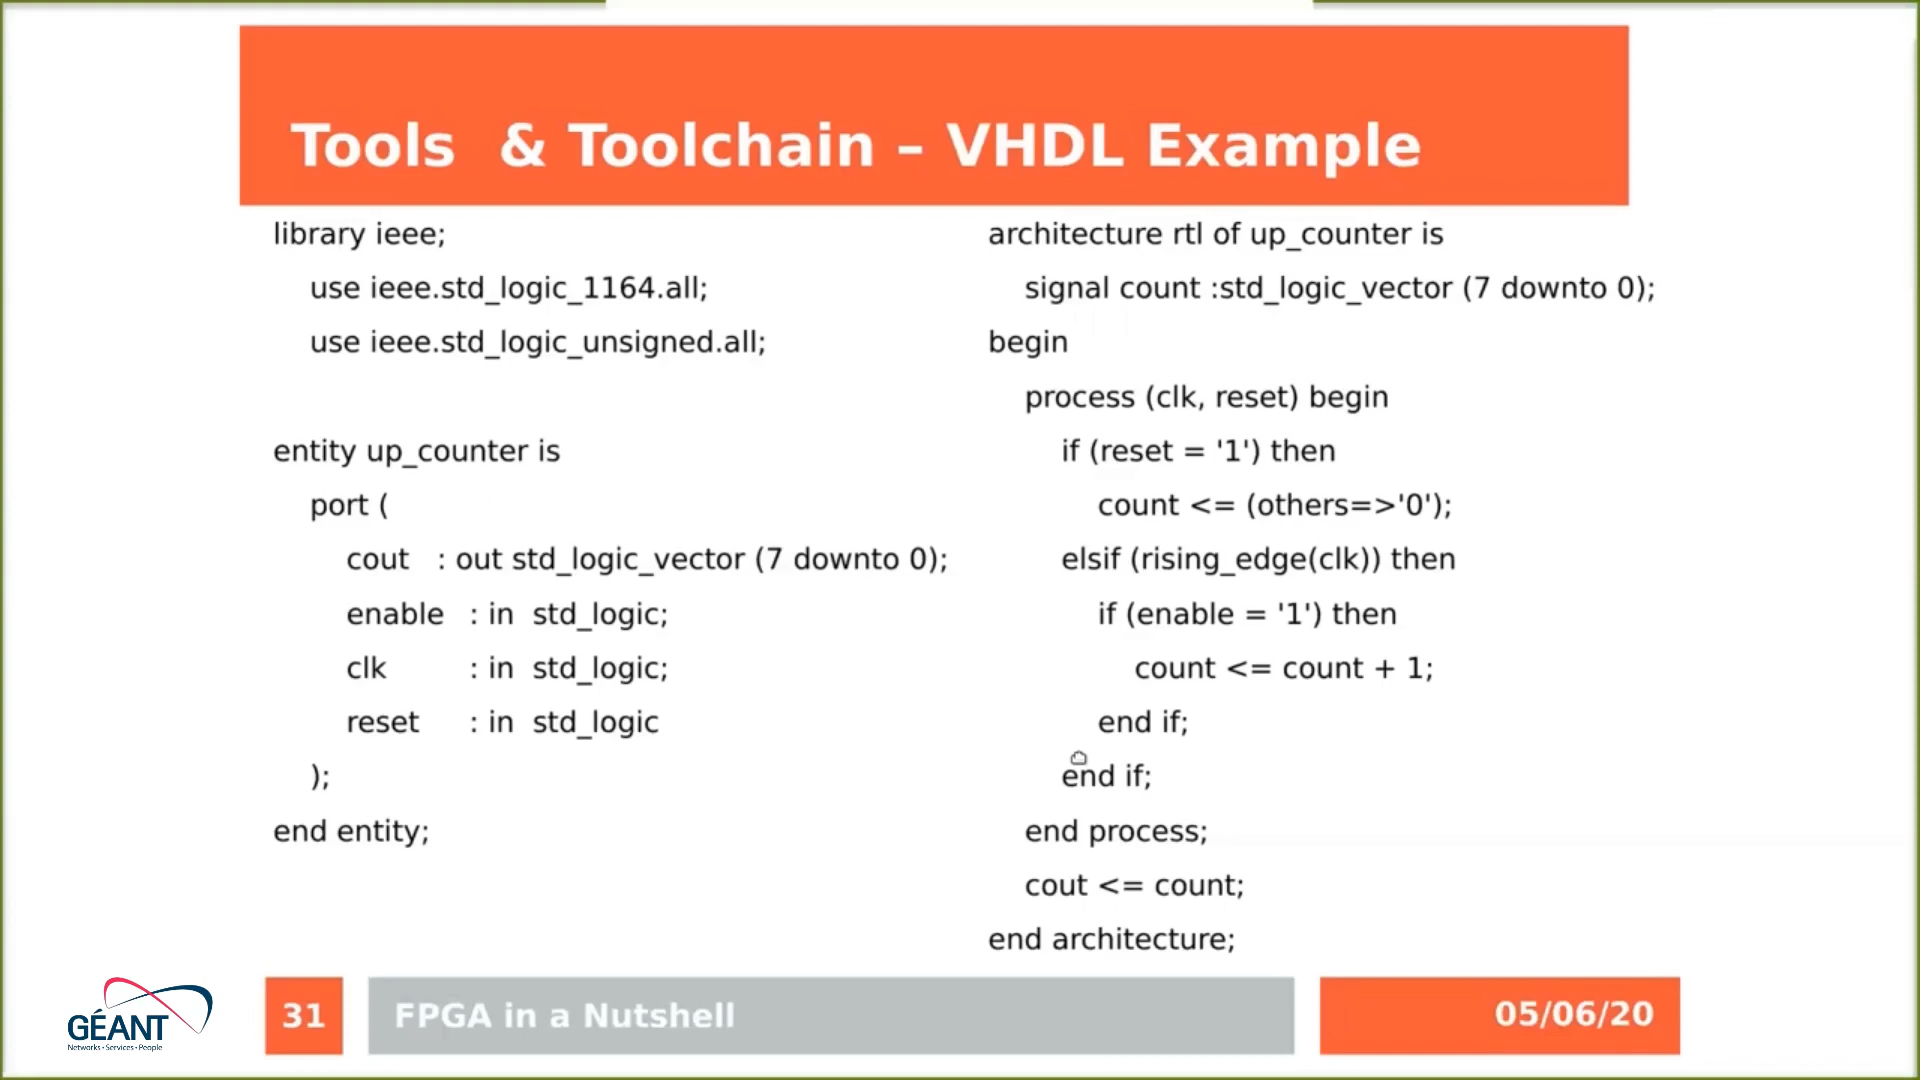 Tools & Toolchain – VHDL Example
library ieee;
use ieee.std_logic_1164.all;
use ieee.std_logic_unsigned.all;
entity up_counter is
port (
cout : out std_logic_vector (7 downto 0);
enable : in std_logic;
clk : in std_logic;
reset : in std_logic
);
end entity;
architecture rtl of up_counter is
signal count :std_logic_vector (7 downto 0);
begin
process (clk, reset) begin
if (reset = '1') then
count <= (others=>'0');
elsif (rising_edge(clk)) then
if (enable = '1') then
count <= count + 1;
end if;
end if;
end process;
cout <= count;
end architecture;
GÉANT
Networks · Services · People
31
FPGA in a Nutshell
05/06/20